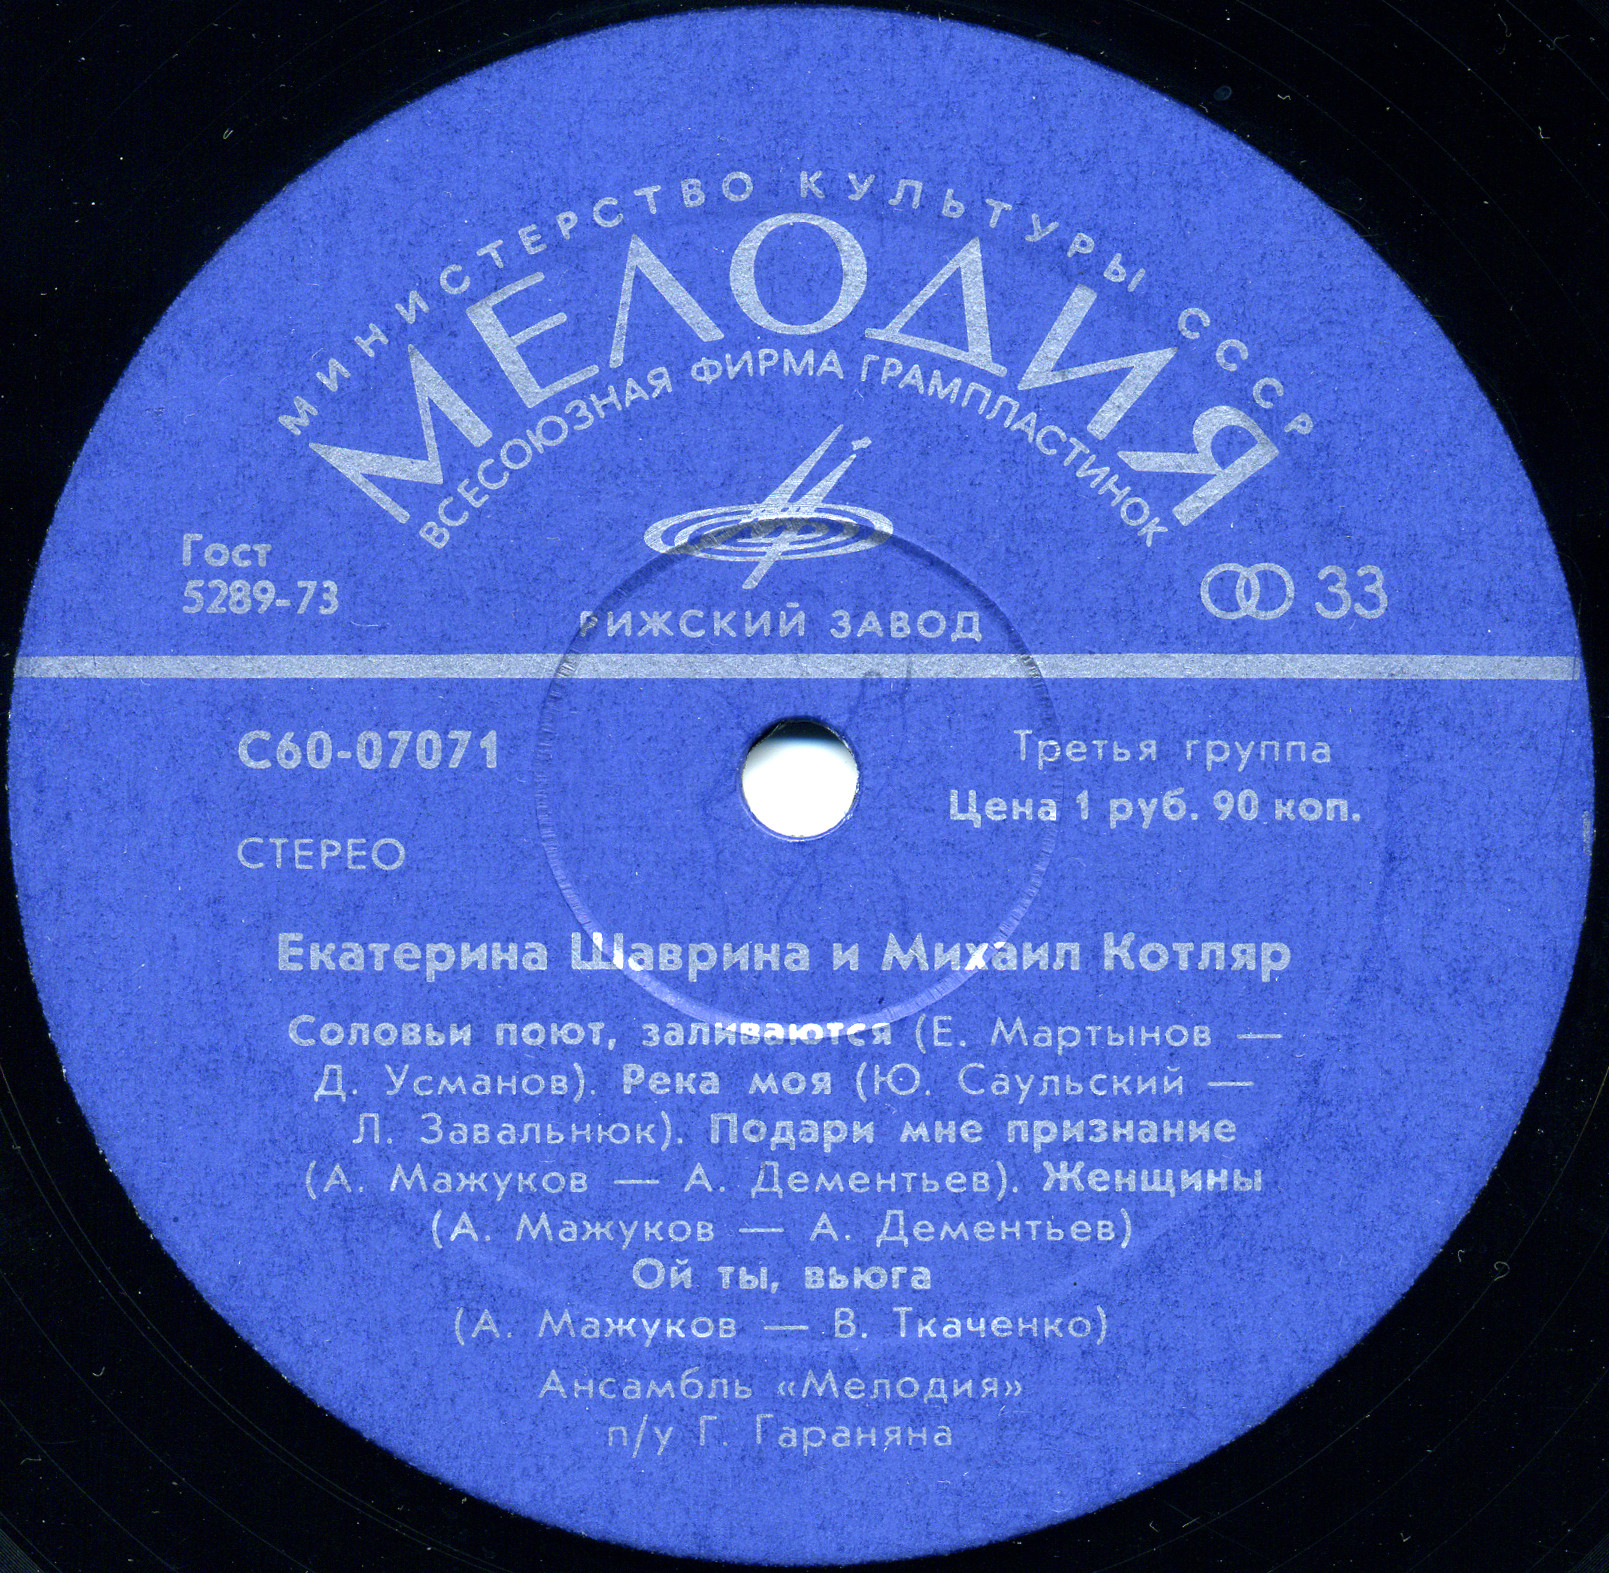 МИНИСТЕРСТВО КУЛЬТУРЫ СССР
МЕЛОДИЯ
ВСЕСОЮЗНАЯ ФИРМА ГРАМПЛАСТИНОК
Гост
5289-73
33
РИЖСКИЙ ЗАВОД
С60-07071
Третья группа
Цена 1 руб. 90 коп.
СТЕРЕО
Екатерина Шаврина и Михаил Котляр
Соловьи поют, заливаются (Е. Мартынов —
Д. Усманов). Река моя (Ю. Саульский —
Л. Завальнюк). Подари мне признание
(А. Мажуков — А. Дементьев). Женщины
(А. Мажуков — А. Дементьев)
Ой ты, вьюга
(А. Мажуков — В. Ткаченко)
Ансамбль «Мелодия»
п/у Г. Гараняна